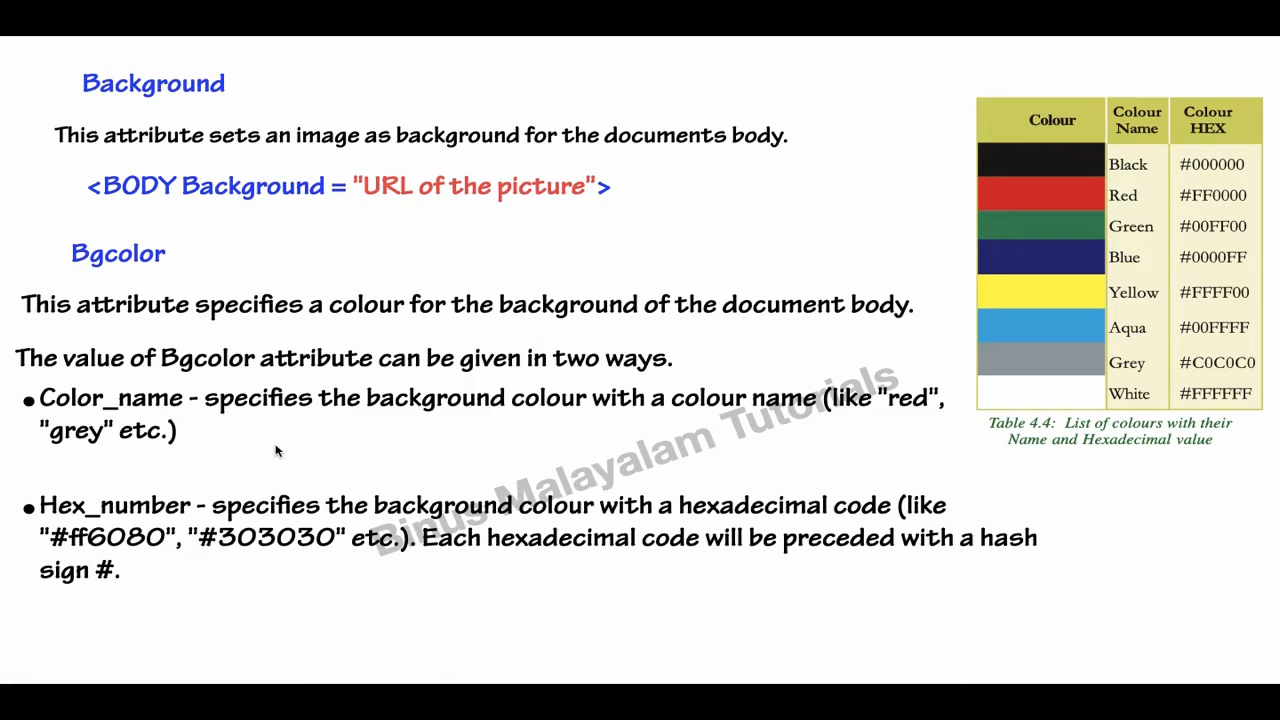 Background
This attribute sets an image as background for the documents body.
<BODY Background = "URL of the picture">
Bgcolor
This attribute specifies a colour for the background of the document body.
The value of Bgcolor attribute can be given in two ways.
• Color_name - specifies the background colour with a colour name (like "red",
"grey" etc.)
• Hex_number - specifies the background colour with a hexadecimal code (like
"#ff6080", "#303030" etc.). Each hexadecimal code will be preceded with a hash
sign #.
Binus Malayalam Tutorials
Colour Colour Name Colour HEX
Black #000000
Red #FF0000
Green #00FF00
Blue #0000FF
Yellow #FFFF00
Aqua #00FFFF
Grey #C0C0C0
White #FFFFFF
Table 4.4: List of colours with their
Name and Hexadecimal value